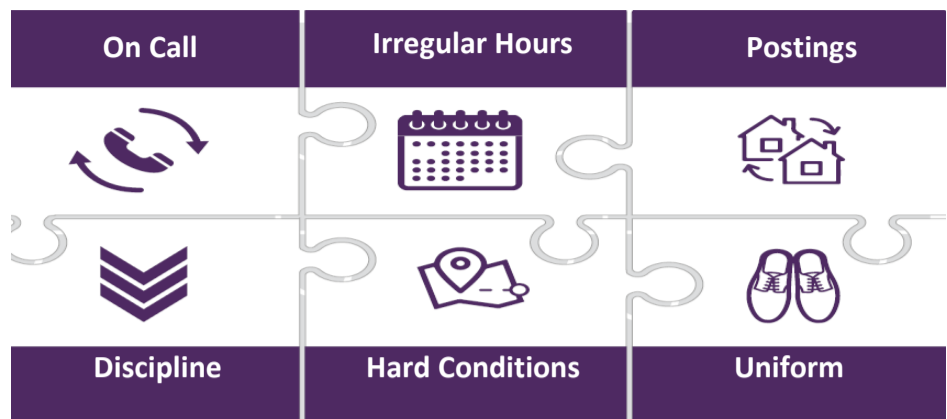 On Call
Irregular Hours
Postings
Discipline
Hard Conditions
Uniform